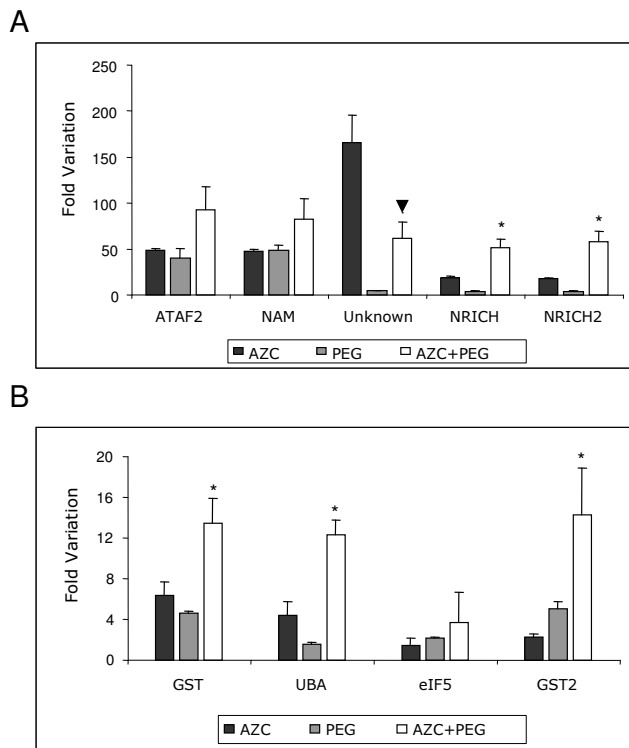 A
250
200
150
100
50
0
Fold Variation
* *
ATAF2 NAM Unknown NRICH NRICH2
AZC PEG AZC+PEG
B
20
16
12
8
4
0
Fold Variation
* * *
GST UBA eIF5 GST2
AZC PEG AZC+PEG